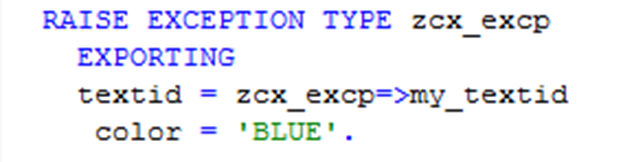 RAISE EXCEPTION TYPE zcx_excp
EXPORTING
textid = zcx_excp=>my_textid
color = 'BLUE'.